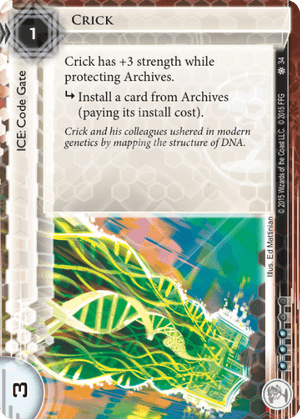 CRICK
1
ICE: Code Gate
Crick has +3 strength while
protecting Archives.
Install a card from Archives
(paying its install cost).
Crick and his colleagues ushered in modern
genetics by mapping the structure of DNA.
34
© 2015 Wizards of the Coast LLC. © 2015 FFG
Illus. Ed Mattinian
3